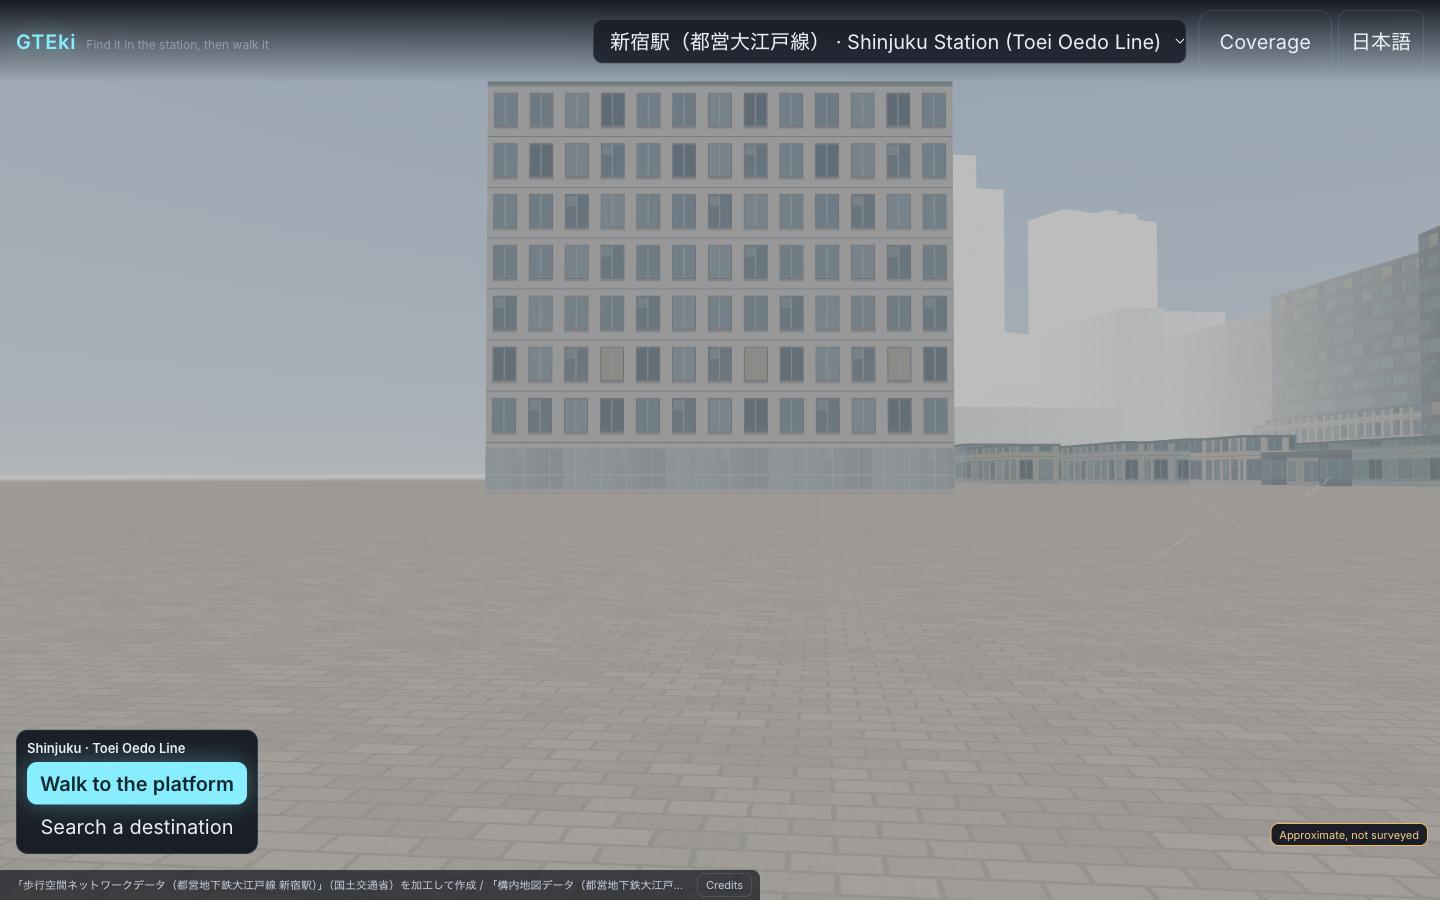 GTEki Find it in the station, then walk it
新宿駅（都営大江戸線） · Shinjuku Station (Toei Oedo Line)
Coverage
日本語
Shinjuku · Toei Oedo Line
Walk to the platform
Search a destination
Approximate, not surveyed
「歩行空間ネットワークデータ（都営地下鉄大江戸線 新宿駅）」（国土交通省）を加工して作成 / 「構内地図データ（都営地下鉄大江戸...
Credits